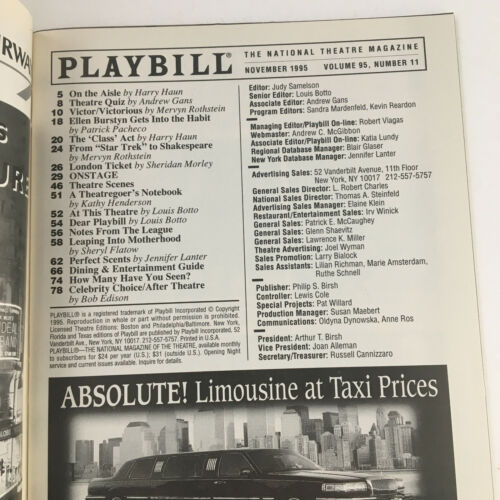 PLAYBILL®
THE NATIONAL THEATRE MAGAZINE
NOVEMBER 1995 VOLUME 95, NUMBER 11
5 On the Aisle by Harry Haun
8 Theatre Quiz by Andrew Gans
10 Victor/Victorious by Mervyn Rothstein
18 Ellen Burstyn Gets Into the Habit
by Patrick Pacheco
20 The 'Class' Act by Harry Haun
24 From "Star Trek" to Shakespeare
by Mervyn Rothstein
26 London Ticket by Sheridan Morley
29 ONSTAGE
46 Theatre Scenes
51 A Theatregoer's Notebook
by Kathy Henderson
52 At This Theatre by Louis Botto
54 Dear Playbill by Louis Botto
56 Notes From The League
58 Leaping Into Motherhood
by Sheryl Flatow
62 Perfect Scents by Jennifer Lanter
66 Dining & Entertainment Guide
74 How Many Have You Seen?
78 Celebrity Choice/After Theatre
by Bob Edison
PLAYBILL® is a registered trademark of Playbill Incorporated © Copyright
1995. Reproduction in whole or without permission is prohibited.
Licensed Theatre Editions: Boston and Philadelphia/Baltimore. New York,
Florida and Texas editions of Playbill are published by Playbill Incorporated, 52
Vanderbilt Ave., New York, NY 10017. 212-557-5757. Printed in U.S.A.
PLAYBILL®—THE NATIONAL MAGAZINE OF THE THEATRE, available monthly
to subscribers for $24 per year (U.S.); $31 (outside U.S.). Opening Night
service and current issues available. Inquire for details.
Editor: Judy Samelson
Senior Editor: Louis Botto
Associate Editor: Andrew Gans
Program Editors: Sandra Mardenfeld, Kevin Reardon
Managing Editor/Playbill On-line: Robert Viagas
Webmaster: Andrew C. McGibbon
Associate Editor/Playbill On-line: Katia Lundy
Regional Database Manager: Blair Glaser
New York Database Manager: Jennifer Lanter
Advertising Sales: 52 Vanderbilt Avenue, 11th Floor
New York, NY 10017 212-557-5757
General Sales Director: L. Robert Charles
National Sales Director: Thomas A. Steinfeld
Advertising Sales Manager: Elaine Klein
Restaurant/Entertainment Sales: Irv Winick
General Sales: Patrick E. McCaughey
General Sales: Glenn Shaevitz
General Sales: Lawrence K. Miller
Theatre Advertising: Joel Wyman
Sales Promotion: Larry Bialock
Sales Assistants: Lilian Richman, Marie Amsterdam,
Ruthe Schnell
Publisher: Philip S. Birsh
Controller: Lewis Cole
Special Projects: Pat Willard
Production Manager: Susan Maebert
Communications: Oldyna Dynowska, Anne Ros
President: Arthur T. Birsh
Vice President: Joan Alleman
Secretary/Treasurer: Russell Cannizzaro
ABSOLUTE! Limousine at Taxi Prices